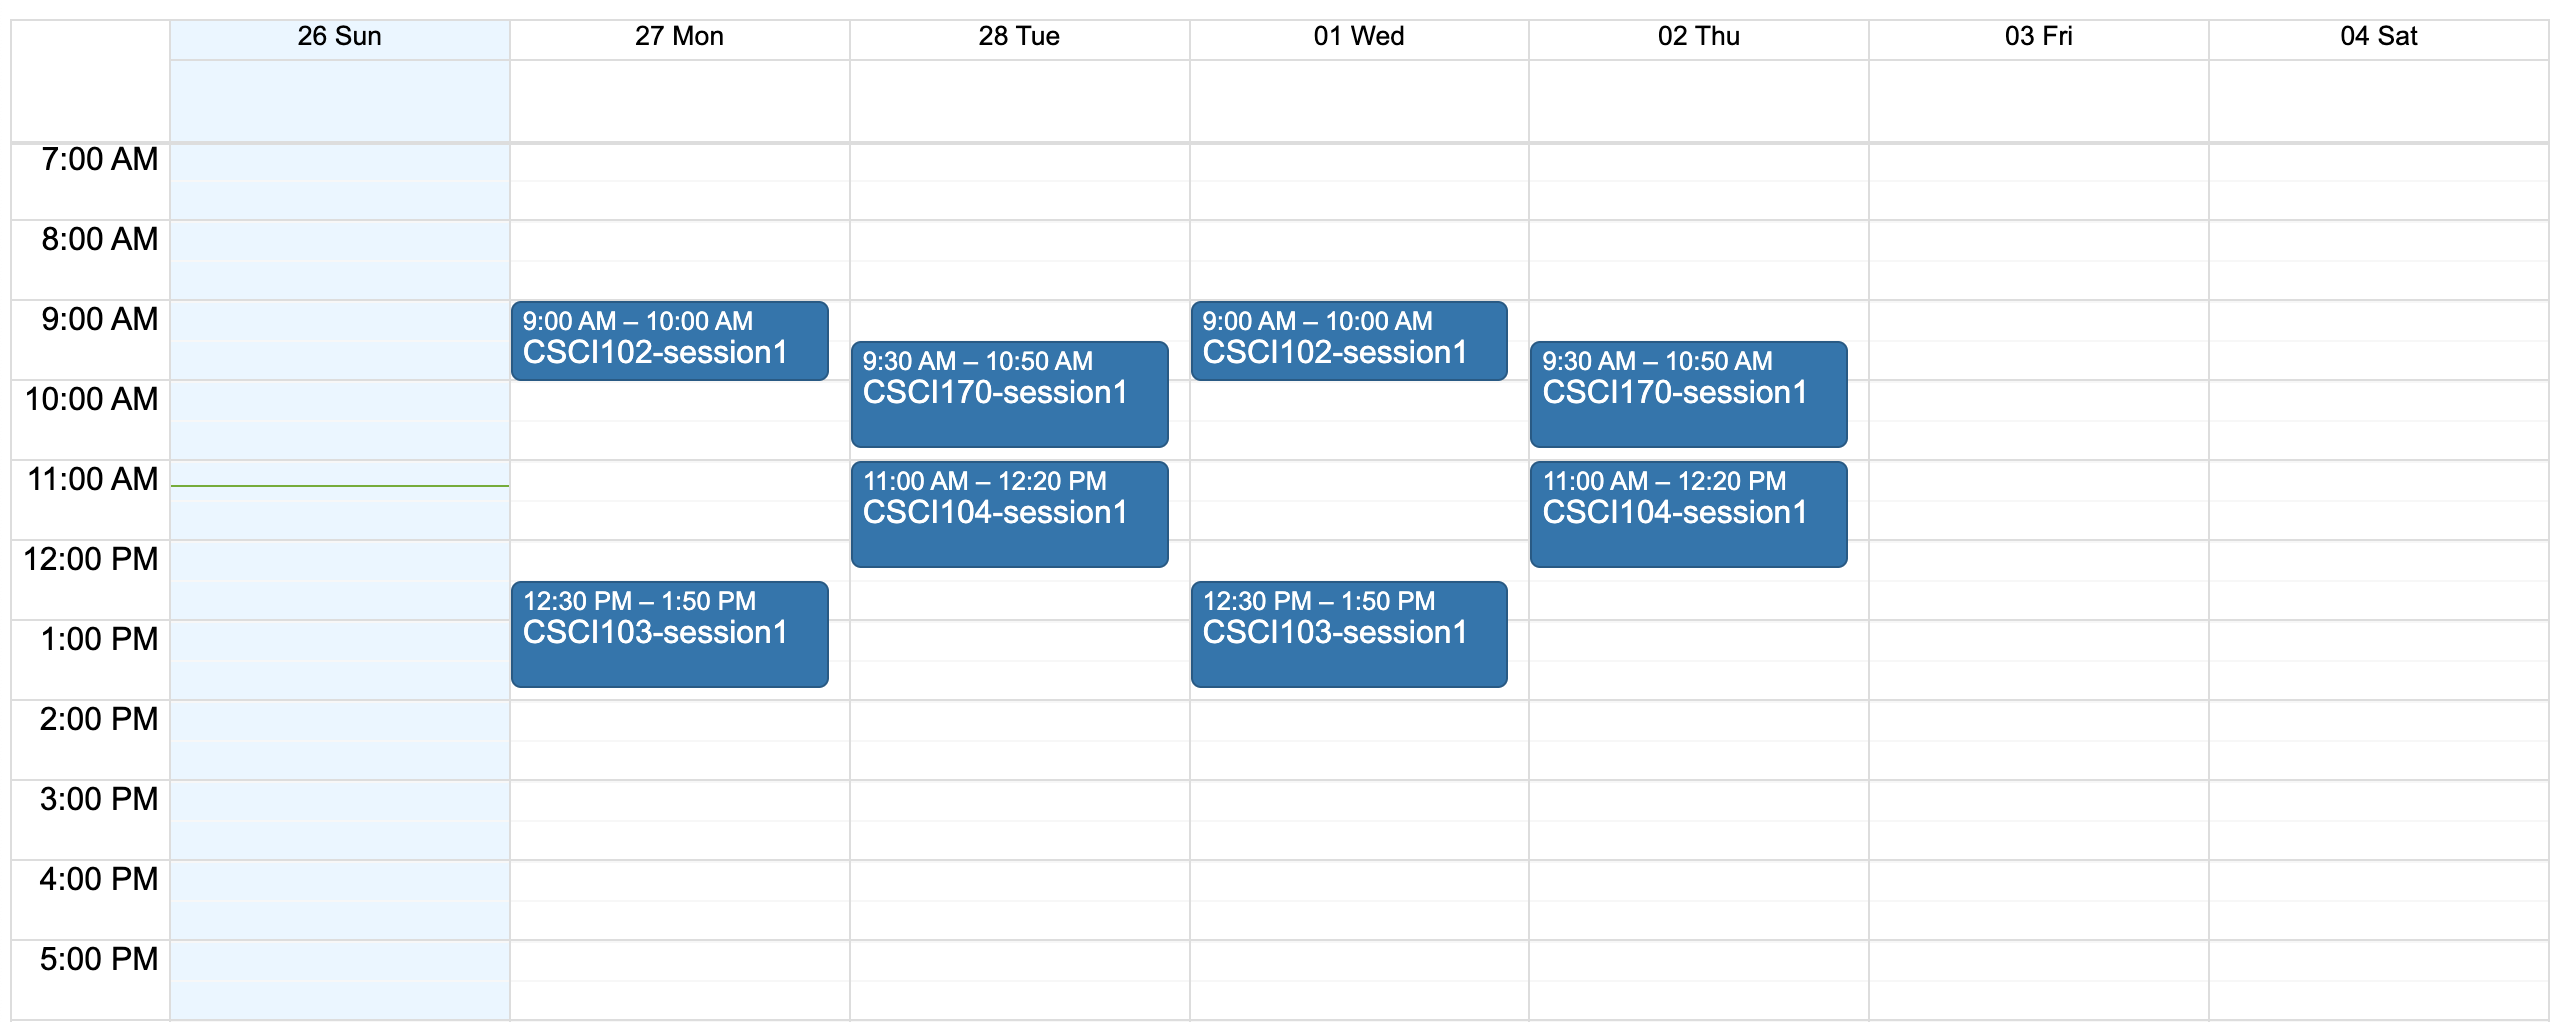 26 Sun
27 Mon
28 Tue
01 Wed
02 Thu
03 Fri
04 Sat
7:00 AM
8:00 AM
9:00 AM
9:00 AM – 10:00 AM
CSCI102-session1
9:00 AM – 10:00 AM
CSCI102-session1
9:30 AM – 10:50 AM
CSCI170-session1
9:30 AM – 10:50 AM
CSCI170-session1
10:00 AM
11:00 AM
11:00 AM – 12:20 PM
CSCI104-session1
11:00 AM – 12:20 PM
CSCI104-session1
12:00 PM
12:30 PM – 1:50 PM
CSCI103-session1
12:30 PM – 1:50 PM
CSCI103-session1
1:00 PM
2:00 PM
3:00 PM
4:00 PM
5:00 PM